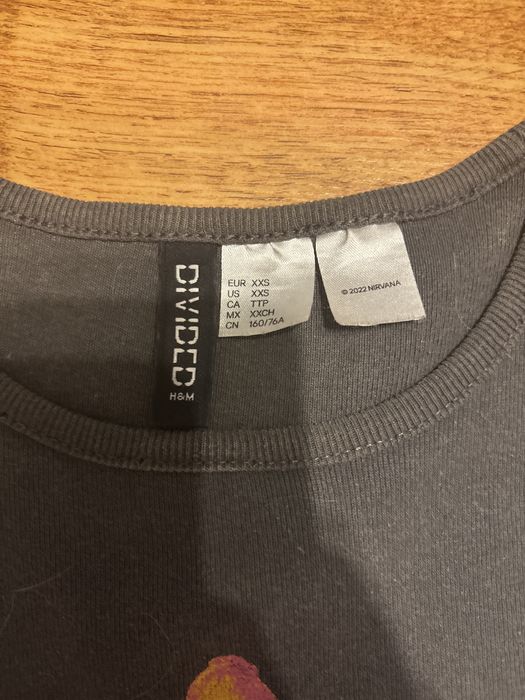 DIVIDED
H&M
EUR XXS
US XXS
CA TTP
MX XXCH
CN 160/76A
© 2022 NIRVANA